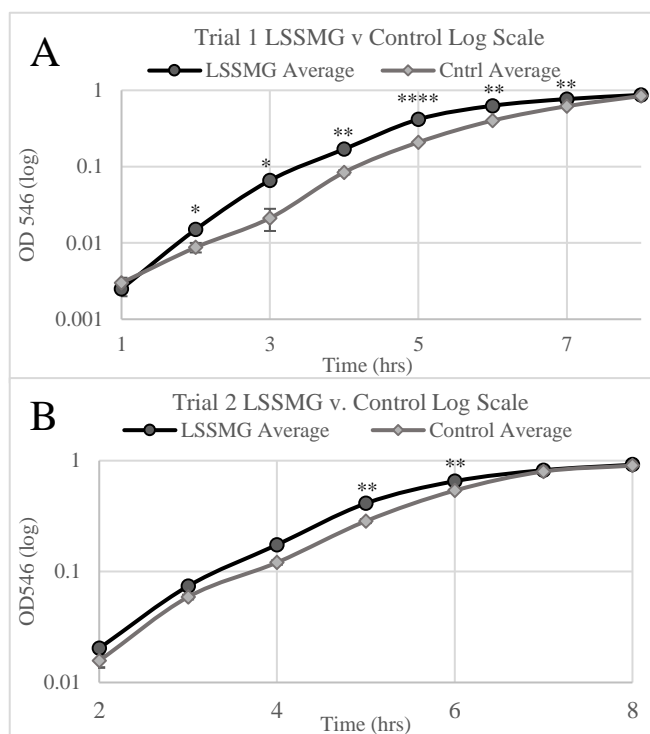 A
Trial 1 LSSMG v Control Log Scale
LSSMG Average
Cntrl Average
OD 546 (log)
1
0.1
0.01
0.001
*
*
**
****
**
**
1
3
5
7
Time (hrs)
B
Trial 2 LSSMG v. Control Log Scale
LSSMG Average
Control Average
OD546 (log)
1
0.1
0.01
**
**
2
4
6
8
Time (hrs)